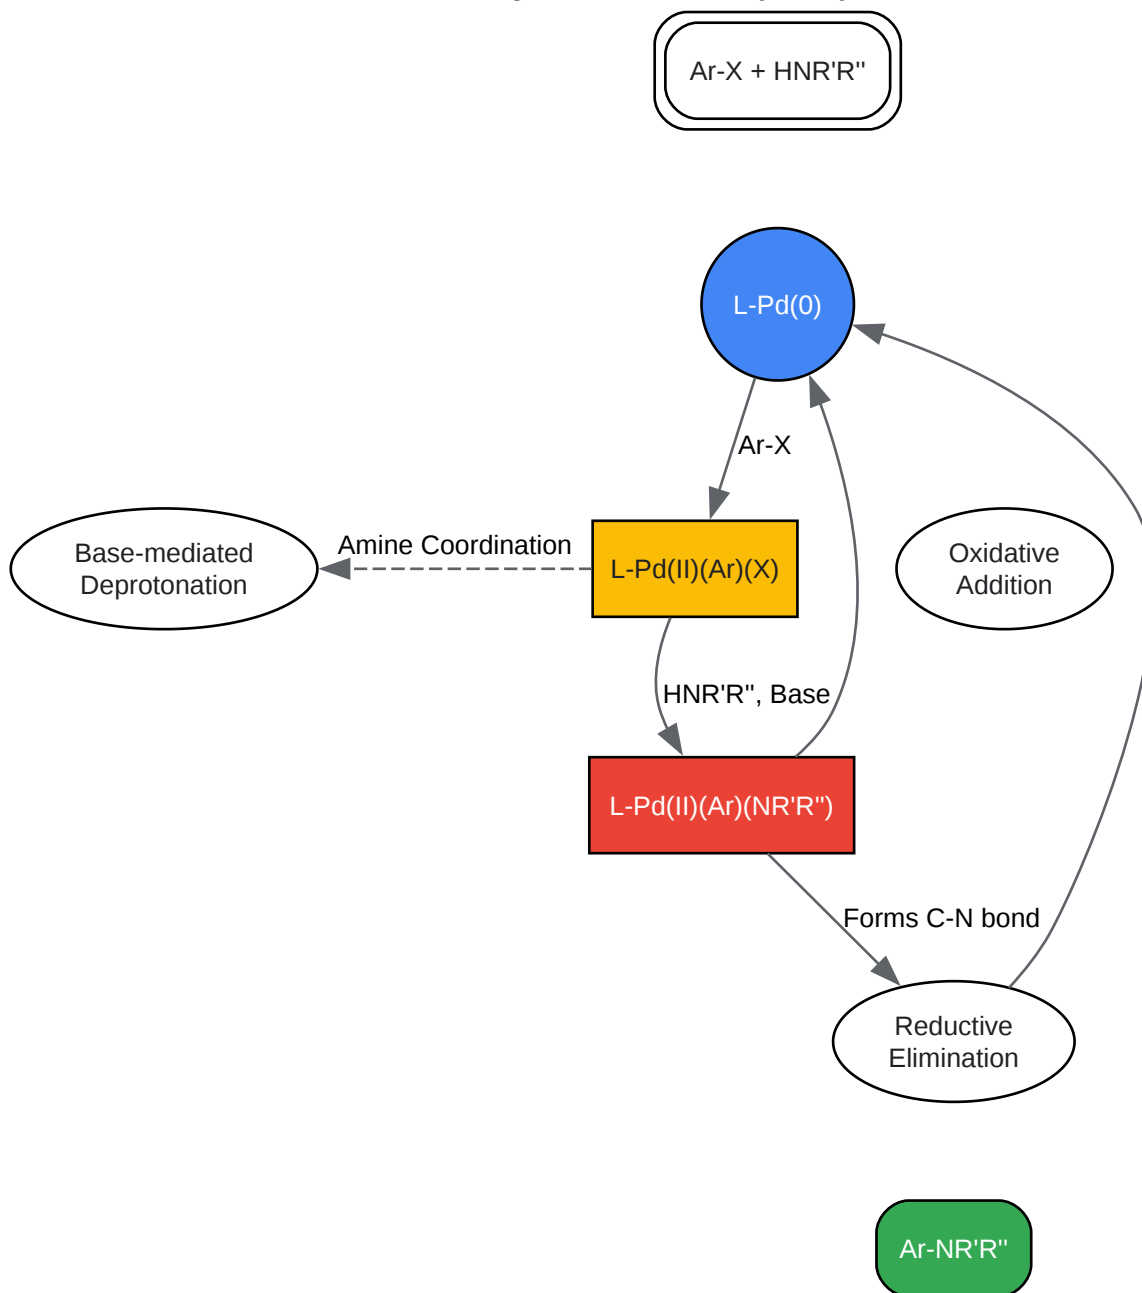 Ar-X + HNR'R"
L-Pd(0)
Ar-X
Base-mediated
Deprotonation
Amine Coordination
L-Pd(II)(Ar)(X)
Oxidative
Addition
HNR'R", Base
L-Pd(II)(Ar)(NR'R")
Forms C-N bond
Reductive
Elimination
Ar-NR'R"